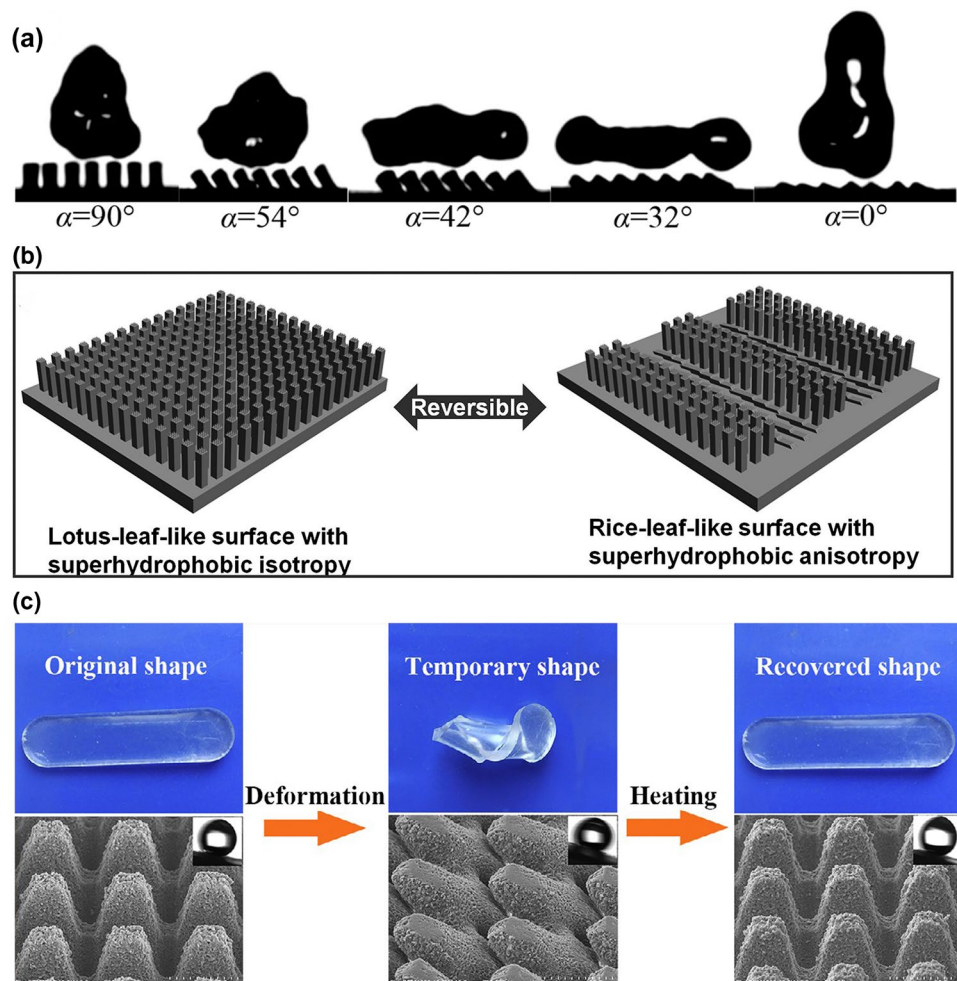 (a)
α=90° α=54° α=42° α=32° α=0°
(b)
Reversible
Lotus-leaf-like surface with
superhydrophobic isotropy
Rice-leaf-like surface with
superhydrophobic anisotropy
(c)
Original shape
Temporary shape
Recovered shape
Deformation
Heating